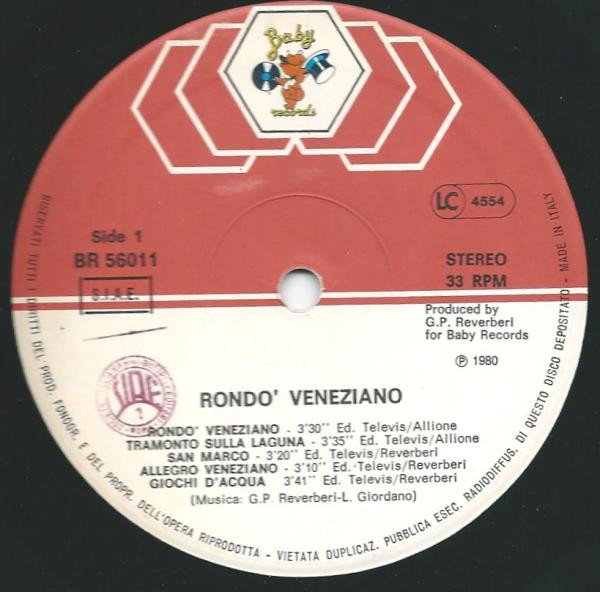 Baby
records
LC 4554
Side 1
BR 56011
S.I.A.E.
STEREO
33 RPM
Produced by
G.P. Reverberi
for Baby Records
℗ 1980
RONDO' VENEZIANO
RONDO' VENEZIANO - 3'30'' Ed. Televis/Allione
TRAMONTO SULLA LAGUNA - 3'35'' Ed. Televis/Allione
SAN MARCO - 3'20'' Ed. Televis/Reverberi
ALLEGRO VENEZIANO - 3'10'' Ed. Televis/Reverberi
GIOCHI D'ACQUA 3'41'' Ed. Televis/Reverberi
(Musica: G.P. Reverberi-L. Giordano)
RISERVATI TUTTI I DIRITTI DEL PROD. FONOGR. E DEL PROPR. DELL'OPERA RIPRODOTTA - VIETATA DUPLICAZ. PUBBLICA ESEC. RADIODIFFUS. DI QUESTO DISCO DEPOSITATO - MADE IN ITALY
SIAE